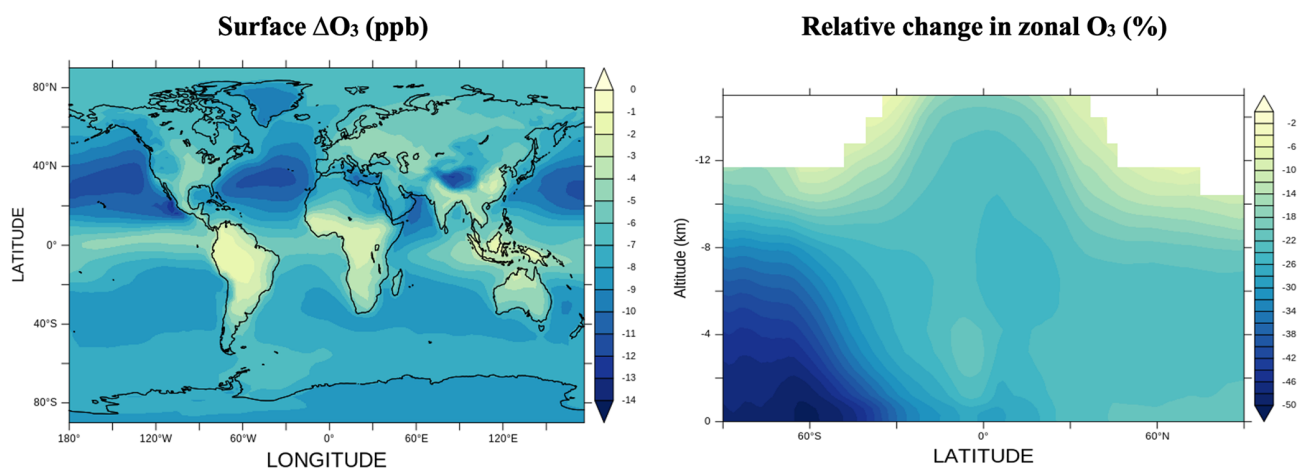 Surface ΔO₃ (ppb)
80°N
40°N
0°
40°S
80°S
LATITUDE
180°
120°W
60°W
0°
60°E
120°E
LONGITUDE
0
-1
-2
-3
-4
-5
-6
-7
-8
-9
-10
-11
-12
-13
-14
Relative change in zonal O₃ (%)
-12
-8
-4
0
Altitude (km)
60°S
0°
60°N
LATITUDE
-2
-6
-10
-14
-18
-22
-26
-30
-34
-38
-42
-46
-50